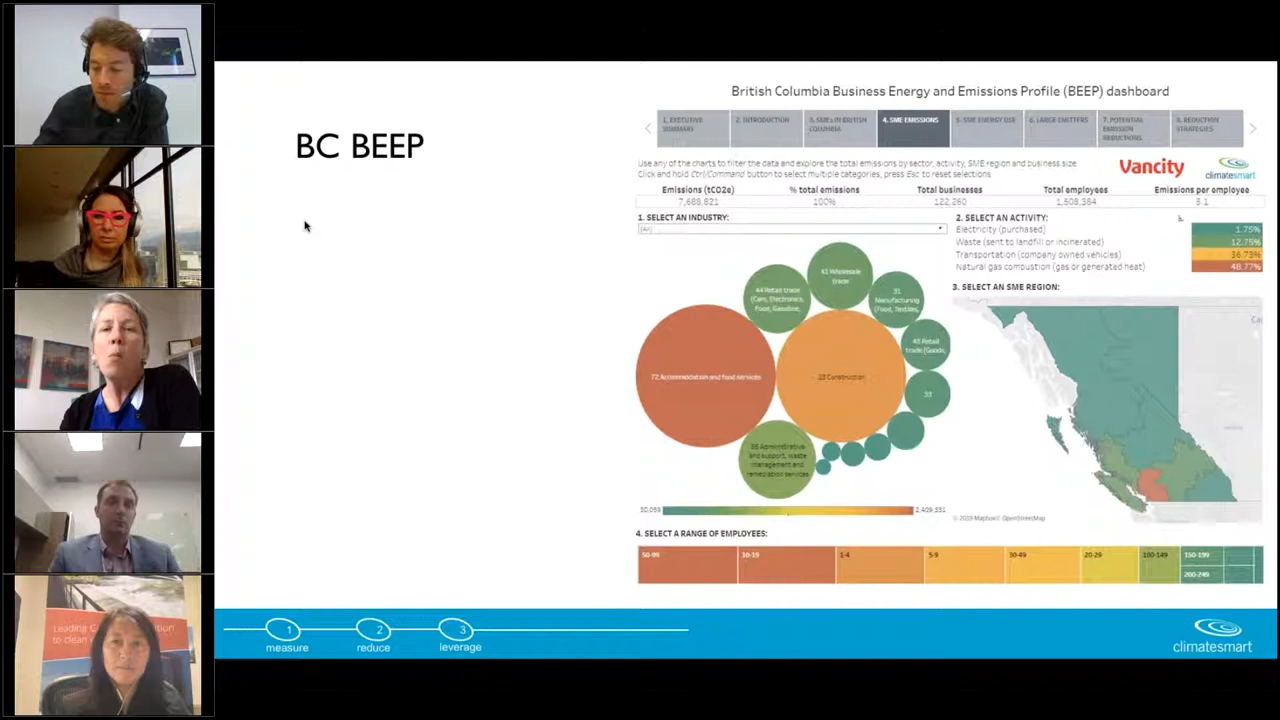 BC BEEP
British Columbia Business Energy and Emissions Profile (BEEP) dashboard
1. EXECUTIVE SUMMARY
2. INTRODUCTION
3. SMEs IN BRITISH COLUMBIA
4. SME EMISSIONS
5. SME ENERGY USE
6. LARGE EMITTERS
7. POTENTIAL EMISSION REDUCTIONS
8. REDUCTION STRATEGIES
Use any of the charts to filter the data and explore the total emissions by sector, activity, SME region and business size
Click and hold Ctrl/Command button to select multiple categories, press Esc to reset selections
Vancity
climatesmart
Emissions (tCO2e) % total emissions Total businesses Total employees Emissions per employee
7,688,821 100% 122,260 1,508,384 5.1
1. SELECT AN INDUSTRY:
(All)
2. SELECT AN ACTIVITY:
Electricity (purchased) 1.75%
Waste (sent to landfill or incinerated) 12.75%
Transportation (company owned vehicles) 36.73%
Natural gas combustion (gas or generated heat) 48.77%
3. SELECT AN SME REGION:
41 Wholesale trade
44 Retail trade (Cars, Electronics, Food, Gasoline,
31 Manufacturing (Food, Textiles,
45 Retail trade (Goods,
72 Accommodation and food services
23 Construction
33
56 Administrative and support, waste management and remediation services
30,059 2,409,331
© 2019 Mapbox © OpenStreetMap
4. SELECT A RANGE OF EMPLOYEES:
50-99 10-19 1-4 5-9 30-49 20-29 100-149 150-199
200-249
Leading
to clean
1 2 3
measure reduce leverage
climatesmart